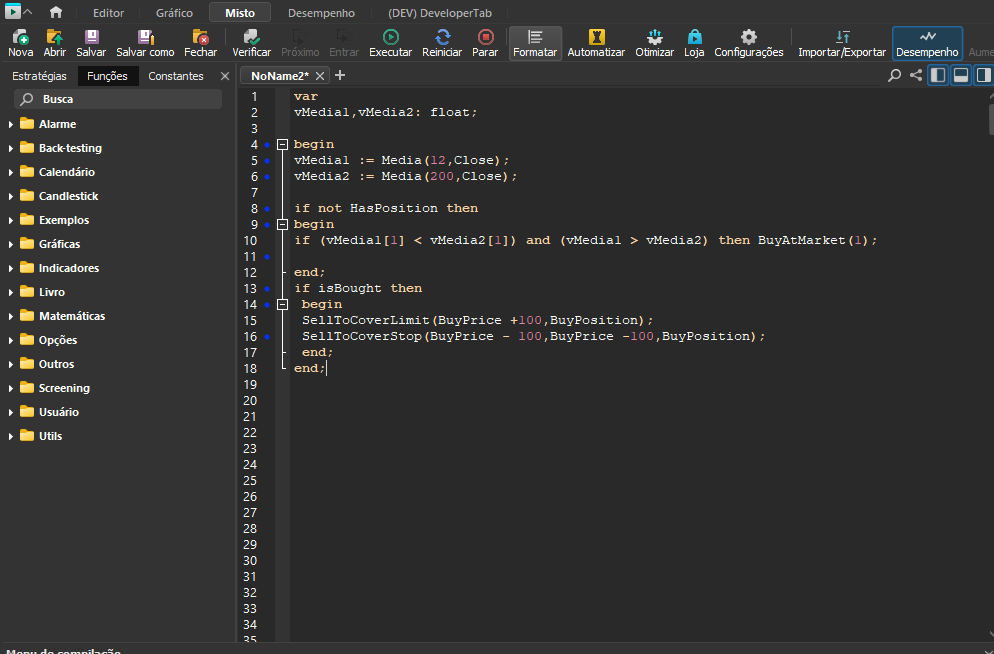 Editor Gráfico Misto Desempenho (DEV) DeveloperTab
Nova Abrir Salvar Salvar como Fechar Verificar Próximo Entrar Executar Reiniciar Parar Formatar Automatizar Otimizar Loja Configurações Importar/Exportar Desempenho Aume
Estratégias Funções Constantes
NoName2*
Busca
Alarme
Back-testing
Calendário
Candlestick
Exemplos
Gráficas
Indicadores
Livro
Matemáticas
Opções
Outros
Screening
Usuário
Utils
1 var
2 vMedia1,vMedia2: float;
3
4 begin
5 vMedia1 := Media(12,Close);
6 vMedia2 := Media(200,Close);
7
8 if not HasPosition then
9 begin
10 if (vMedia1[1] < vMedia2[1]) and (vMedia1 > vMedia2) then BuyAtMarket(1);
11
12 end;
13 if isBought then
14 begin
15 SellToCoverLimit(BuyPrice +100,BuyPosition);
16 SellToCoverStop(BuyPrice - 100,BuyPrice -100,BuyPosition);
17 end;
18 end;
19
20
21
22
23
24
25
26
27
28
29
30
31
32
33
34
35
Menu de compilação